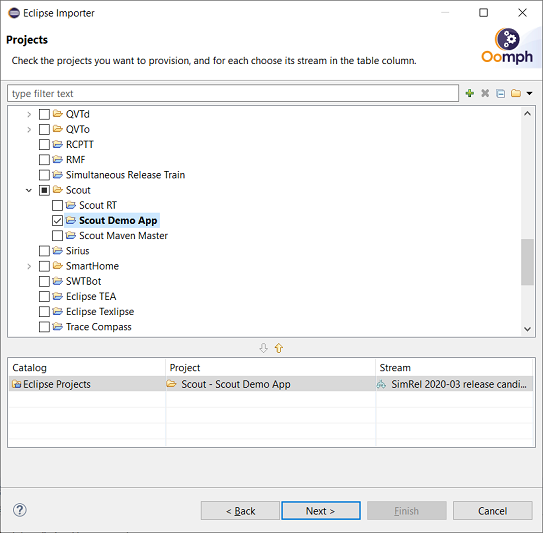 Eclipse Importer
Projects
Check the projects you want to provision, and for each choose its stream in the table column.
Oomph
type filter text
QVTd
QVTo
RCPTT
RMF
Simultaneous Release Train
Scout
Scout RT
Scout Demo App
Scout Maven Master
Sirius
SmartHome
SWTBot
Eclipse TEA
Eclipse Texlipse
Trace Compass
Catalog Project Stream
Eclipse Projects Scout - Scout Demo App SimRel 2020-03 release candi...
? < Back Next > Finish Cancel